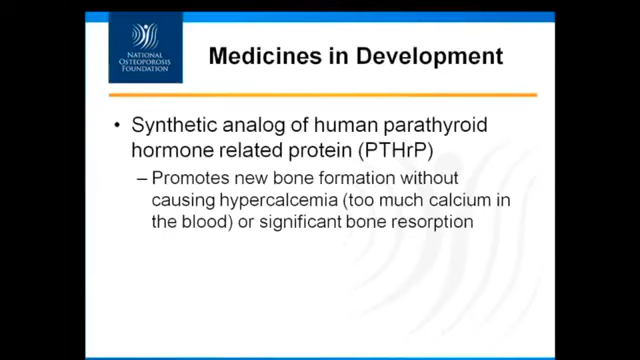 NATIONAL
OSTEOPOROSIS
FOUNDATION
Medicines in Development
• Synthetic analog of human parathyroid
hormone related protein (PTHrP)
– Promotes new bone formation without
causing hypercalcemia (too much calcium in
the blood) or significant bone resorption